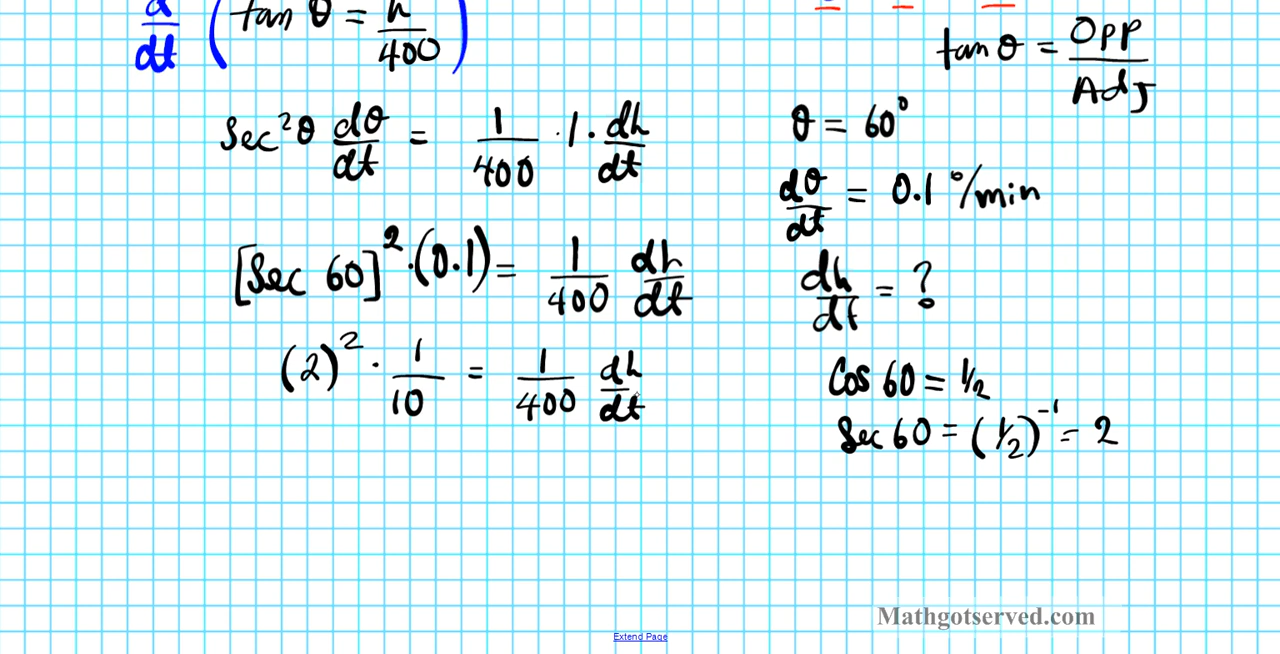 d/dt ( tan θ = h/400 )
tan θ = Opp/Adj
sec²θ dθ/dt = 1/400 · 1 · dh/dt
θ = 60°
dθ/dt = 0.1 °/min
[Sec 60]² · (0.1) = 1/400 dh/dt
dh/dt = ?
(2)² · 1/10 = 1/400 dh/dt
Cos 60 = 1/2
Sec 60 = (1/2)⁻¹ = 2
Mathgotserved.com
Extend Page